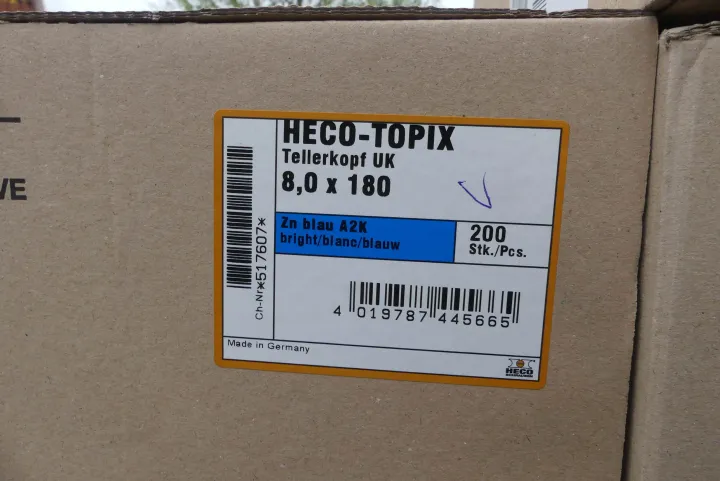 VE
HECO-TOPIX
Tellerkopf UK
8,0 x 180
Zn blau A2K
bright/blanc/blauw
200
Stk./Pcs.
Ch-Nr.
*517607*
4 019787 445665
Made in Germany
HECO